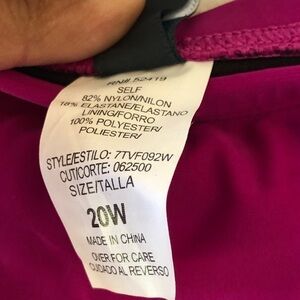 RN# 52419
SELF
82% NYLON/NILON
18% ELASTANE/ELASTANO
LINING/FORRO
100% POLYESTER/
POLIESTER/
STYLE/ESTILO: 7TVF092W
CUT/CORTE: 062500
SIZE/TALLA
20W
MADE IN CHINA
OVER FOR CARE
CUIDADO AL REVERSO